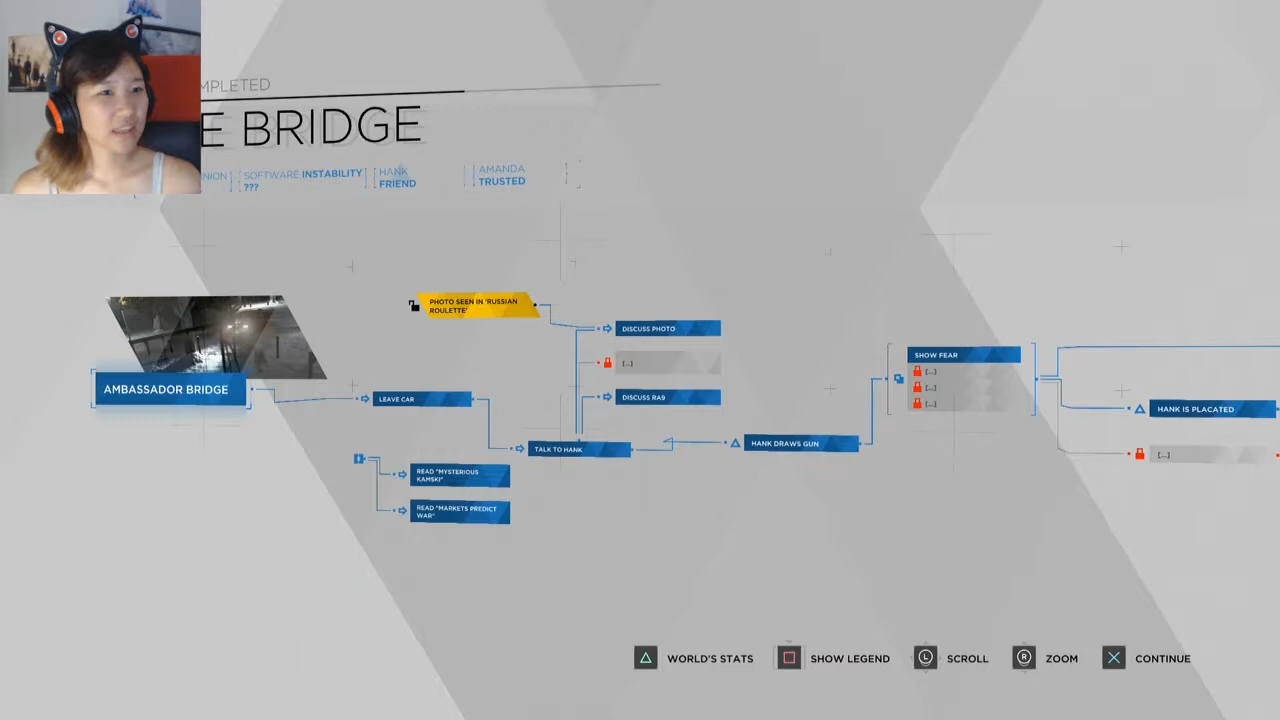 MPLETED
E BRIDGE
NION
SOFTWARE INSTABILITY
???
HANK
FRIEND
AMANDA
TRUSTED
PHOTO SEEN IN 'RUSSIAN
ROULETTE'
DISCUSS PHOTO
[...]
DISCUSS RA9
AMBASSADOR BRIDGE
LEAVE CAR
TALK TO HANK
HANK DRAWS GUN
SHOW FEAR
[...]
[...]
[...]
HANK IS PLACATED
[...]
READ "MYSTERIOUS
KAMSKI"
READ "MARKETS PREDICT
WAR"
WORLD'S STATS
SHOW LEGEND
L
SCROLL
R
ZOOM
CONTINUE